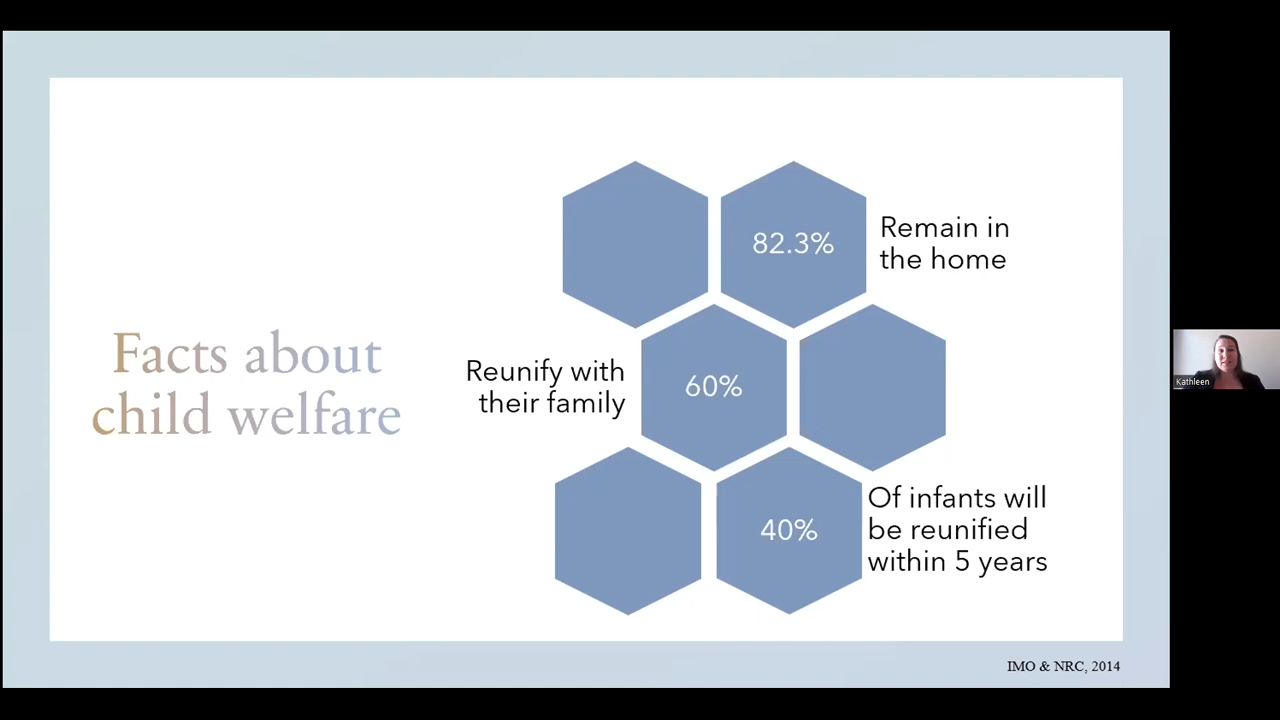 Facts about
child welfare
82.3%
Remain in
the home
Reunify with
their family
60%
40%
Of infants will
be reunified
within 5 years
IMO & NRC, 2014
Kathleen